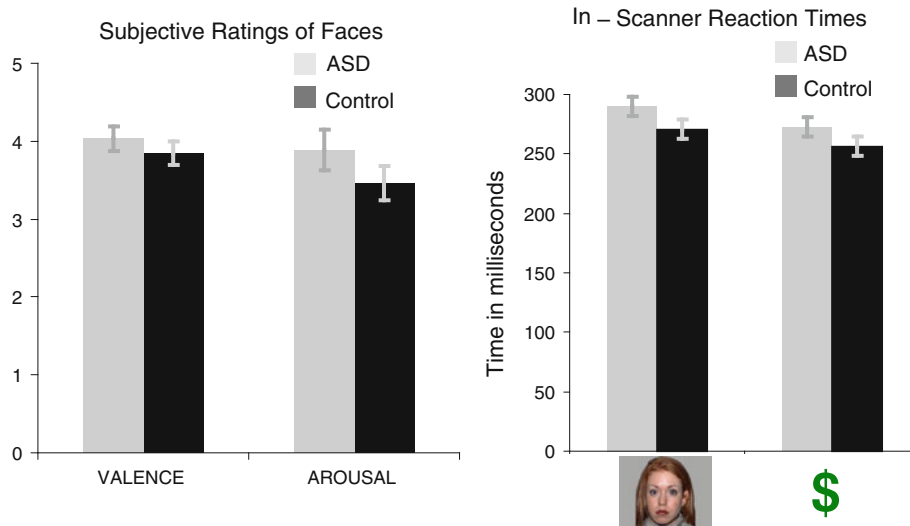 Subjective Ratings of Faces
ASD
Control
5
4
3
2
1
0
VALENCE AROUSAL
In – Scanner Reaction Times
ASD
Control
Time in milliseconds
300
250
200
150
100
50
0
$